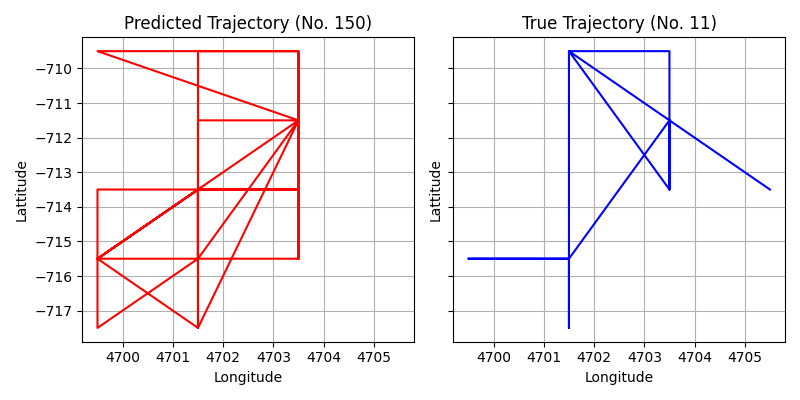 Predicted Trajectory (No. 150)
True Trajectory (No. 11)
Lattitude
−710
−711
−712
−713
−714
−715
−716
−717
4700 4701 4702 4703 4704 4705
Longitude
Lattitude
4700 4701 4702 4703 4704 4705
Longitude